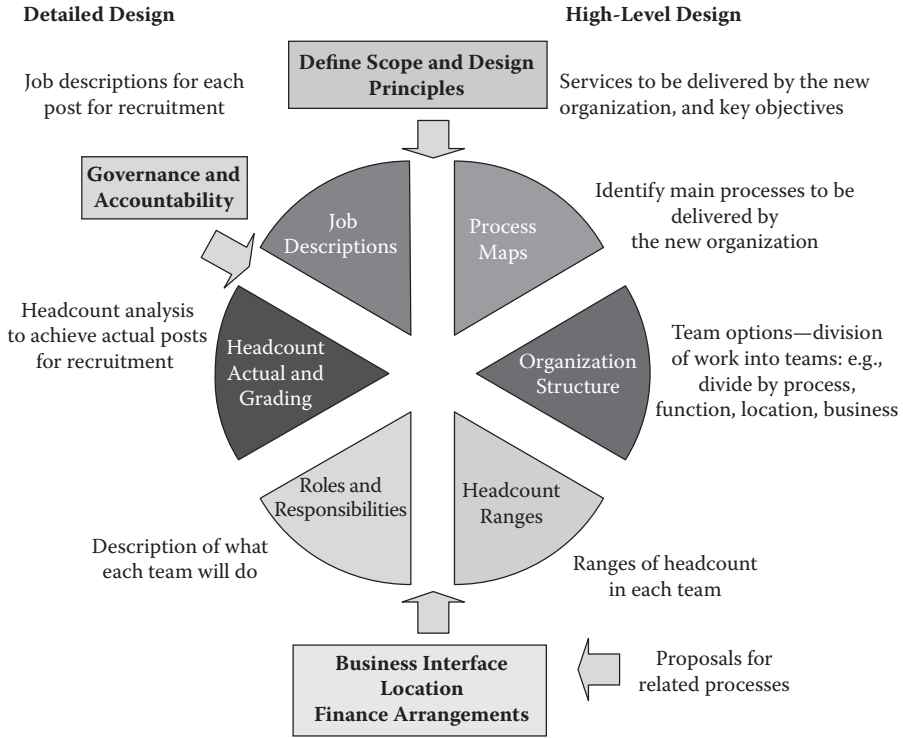 Detailed Design
High-Level Design
Define Scope and Design
Principles
Job descriptions for each
post for recruitment
Services to be delivered by the new
organization, and key objectives
Governance and
Accountability
Job
Descriptions
Process
Maps
Identify main processes to be
delivered by
the new organization
Headcount analysis
to achieve actual posts
for recruitment
Headcount
Actual and
Grading
Organization
Structure
Team options—division
of work into teams: e.g.,
divide by process,
function, location, business
Roles and
Responsibilities
Headcount
Ranges
Description of what
each team will do
Ranges of headcount
in each team
Business Interface
Location
Finance Arrangements
Proposals for
related processes